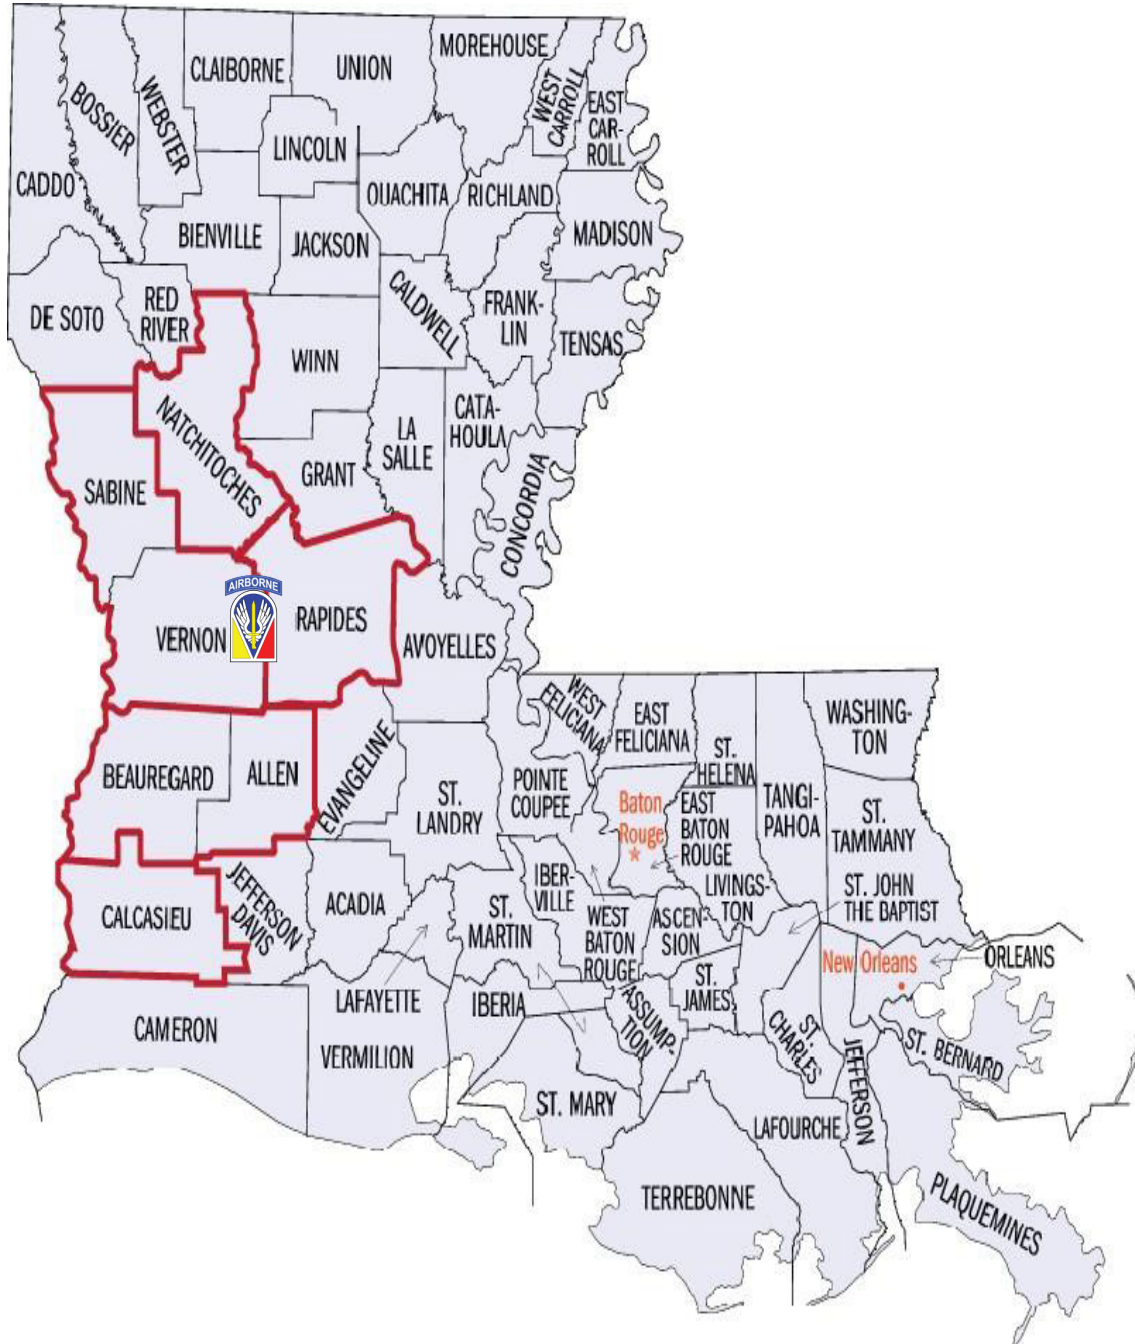 MOREHOUSE
CLAIBORNE
UNION
WEST
CARROLL
BOSSIER
WEBSTER
EAST
CAR-
ROLL
LINCOLN
CADDO
OUACHITA
RICHLAND
BIENVILLE
JACKSON
MADISON
CALDWELL
RED
RIVER
DE SOTO
FRANK-
LIN
WINN
TENSAS
NATCHITOCHES
CATA-
HOULA
LA
SALLE
GRANT
SABINE
CONCORDIA
AIRBORNE
VERNON
RAPIDES
AVOYELLES
WEST
FELICIANA
EAST
FELICIANA
WASHING-
TON
ST.
HELENA
BEAUREGARD
ALLEN
EVANGELINE
ST.
LANDRY
POINTE
COUPEE
Baton
Rouge
EAST
BATON
ROUGE
TANGI-
PAHOA
ST.
TAMMANY
IBER-
VILLE
LIVINGS-
TON
ST. JOHN
THE BAPTIST
JEFFERSON
DAVIS
ACADIA
CALCASIEU
ST.
MARTIN
WEST
BATON
ROUGE
ASCEN-
SION
New Orleans
ORLEANS
LAFAYETTE
IBERIA
ST.
JAMES
ASSUMP-
TION
CAMERON
VERMILION
ST.
CHARLES
JEFFERSON
ST. BERNARD
ST. MARY
LAFOURCHE
TERREBONNE
PLAQUEMINES